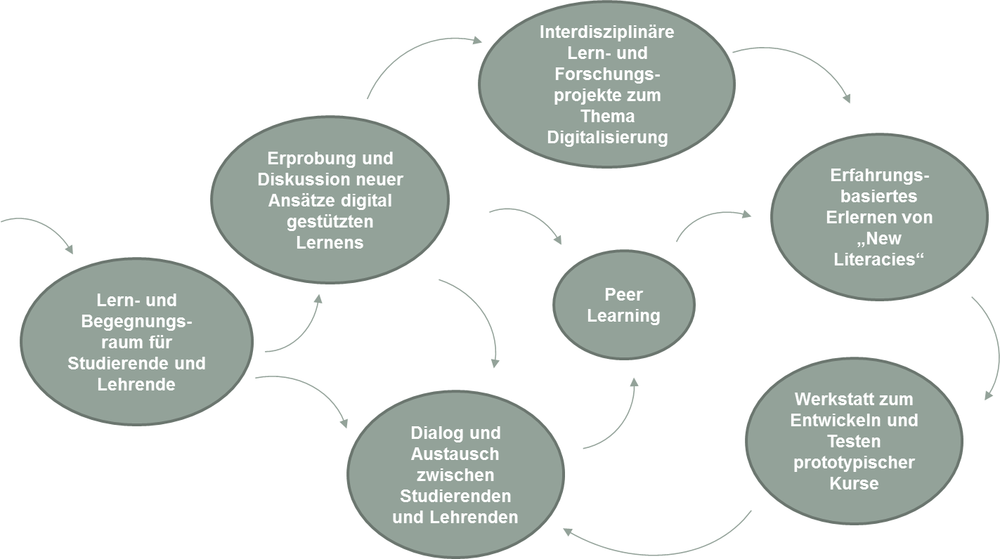 Interdisziplinäre
Lern- und
Forschungs-
projekte zum
Thema
Digitalisierung
Erprobung und
Diskussion neuer
Ansätze digital
gestützten
Lernens
Erfahrungs-
basiertes
Erlernen von
„New
Literacies“
Lern- und
Begegnungs-
raum für
Studierende und
Lehrende
Peer
Learning
Dialog und
Austausch
zwischen
Studierenden
und Lehrenden
Werkstatt zum
Entwickeln und
Testen
prototypischer
Kurse